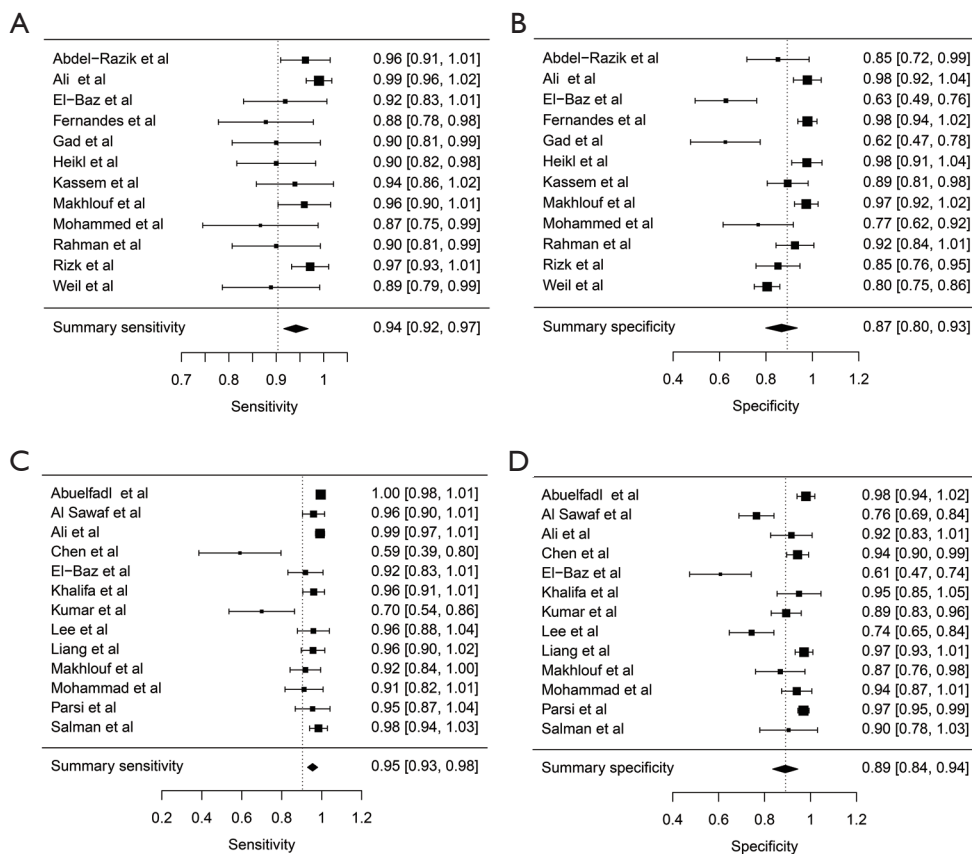 A
Abdel-Razik et al 0.96 [0.91, 1.01]
Ali et al 0.99 [0.96, 1.02]
El-Baz et al 0.92 [0.83, 1.01]
Fernandes et al 0.88 [0.78, 0.98]
Gad et al 0.90 [0.81, 0.99]
Heikl et al 0.90 [0.82, 0.98]
Kassem et al 0.94 [0.86, 1.02]
Makhlouf et al 0.96 [0.90, 1.01]
Mohammed et al 0.87 [0.75, 0.99]
Rahman et al 0.90 [0.81, 0.99]
Rizk et al 0.97 [0.93, 1.01]
Weil et al 0.89 [0.79, 0.99]
Summary sensitivity 0.94 [0.92, 0.97]
0.7 0.8 0.9 1
Sensitivity
B
Abdel-Razik et al 0.85 [0.72, 0.99]
Ali et al 0.98 [0.92, 1.04]
El-Baz et al 0.63 [0.49, 0.76]
Fernandes et al 0.98 [0.94, 1.02]
Gad et al 0.62 [0.47, 0.78]
Heikl et al 0.98 [0.91, 1.04]
Kassem et al 0.89 [0.81, 0.98]
Makhlouf et al 0.97 [0.92, 1.02]
Mohammed et al 0.77 [0.62, 0.92]
Rahman et al 0.92 [0.84, 1.01]
Rizk et al 0.85 [0.76, 0.95]
Weil et al 0.80 [0.75, 0.86]
Summary specificity 0.87 [0.80, 0.93]
0.4 0.6 0.8 1 1.2
Specificity
C
Abuelfadl et al 1.00 [0.98, 1.01]
Al Sawaf et al 0.96 [0.90, 1.01]
Ali et al 0.99 [0.97, 1.01]
Chen et al 0.59 [0.39, 0.80]
El-Baz et al 0.92 [0.83, 1.01]
Khalifa et al 0.96 [0.91, 1.01]
Kumar et al 0.70 [0.54, 0.86]
Lee et al 0.96 [0.88, 1.04]
Liang et al 0.96 [0.90, 1.02]
Makhlouf et al 0.92 [0.84, 1.00]
Mohammad et al 0.91 [0.82, 1.01]
Parsi et al 0.95 [0.87, 1.04]
Salman et al 0.98 [0.94, 1.03]
Summary sensitivity 0.95 [0.93, 0.98]
0.2 0.4 0.6 0.8 1 1.2
Sensitivity
D
Abuelfadl et al 0.98 [0.94, 1.02]
Al Sawaf et al 0.76 [0.69, 0.84]
Ali et al 0.92 [0.83, 1.01]
Chen et al 0.94 [0.90, 0.99]
El-Baz et al 0.61 [0.47, 0.74]
Khalifa et al 0.95 [0.85, 1.05]
Kumar et al 0.89 [0.83, 0.96]
Lee et al 0.74 [0.65, 0.84]
Liang et al 0.97 [0.93, 1.01]
Makhlouf et al 0.87 [0.76, 0.98]
Mohammad et al 0.94 [0.87, 1.01]
Parsi et al 0.97 [0.95, 0.99]
Salman et al 0.90 [0.78, 1.03]
Summary specificity 0.89 [0.84, 0.94]
0.4 0.6 0.8 1 1.2
Specificity